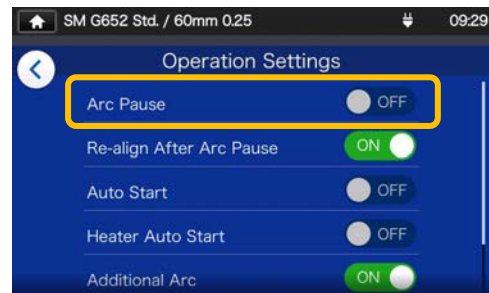 SM G652 Std. / 60mm 0.25 09:29
Operation Settings
Arc Pause OFF
Re-align After Arc Pause ON
Auto Start OFF
Heater Auto Start OFF
Additional Arc ON